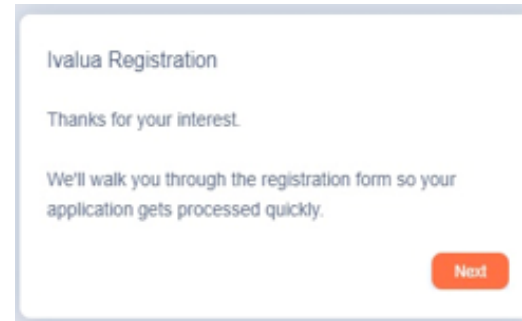 Ivalua Registration
Thanks for your interest.
We'll walk you through the registration form so your
application gets processed quickly.
Next